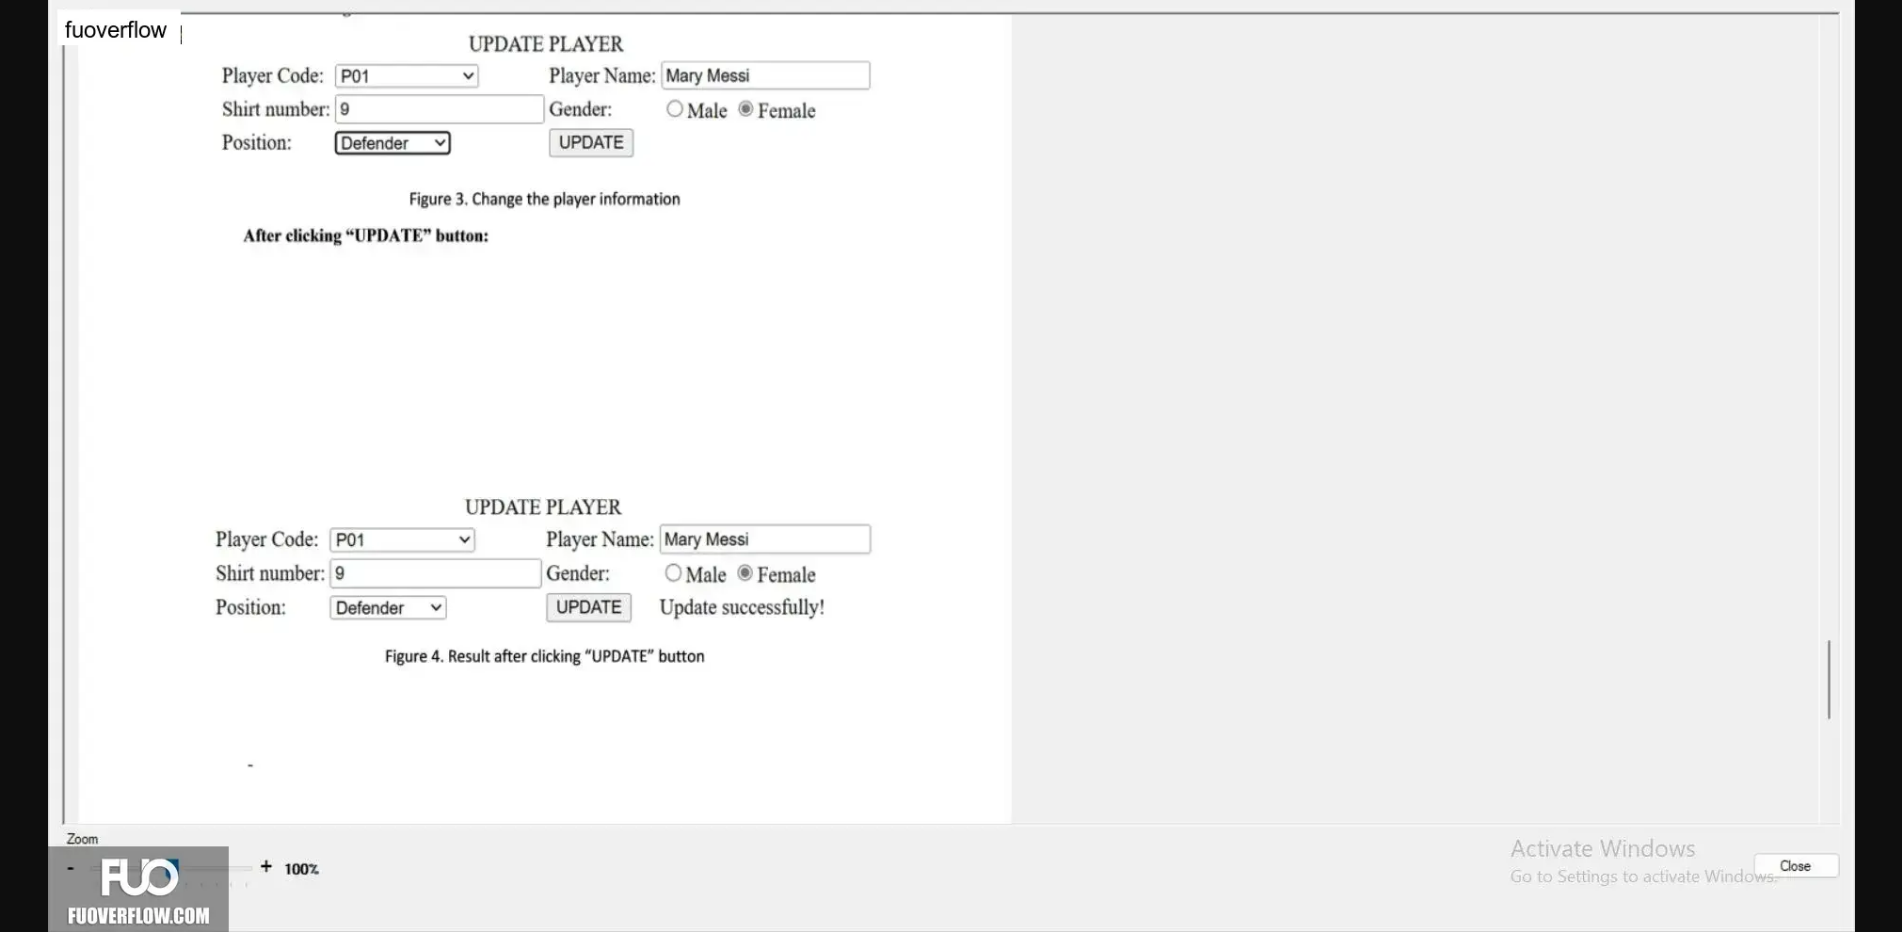 fuoverflow
UPDATE PLAYER
Player Code: P01 Player Name: Mary Messi
Shirt number: 9 Gender: Male Female
Position: Defender UPDATE
Figure 3. Change the player information
After clicking “UPDATE” button:
UPDATE PLAYER
Player Code: P01 Player Name: Mary Messi
Shirt number: 9 Gender: Male Female
Position: Defender UPDATE Update successfully!
Figure 4. Result after clicking “UPDATE” button
-
Zoom
- + 100%
Activate Windows
Go to Settings to activate Windows.
Close
FUO
FUOVERFLOW.COM